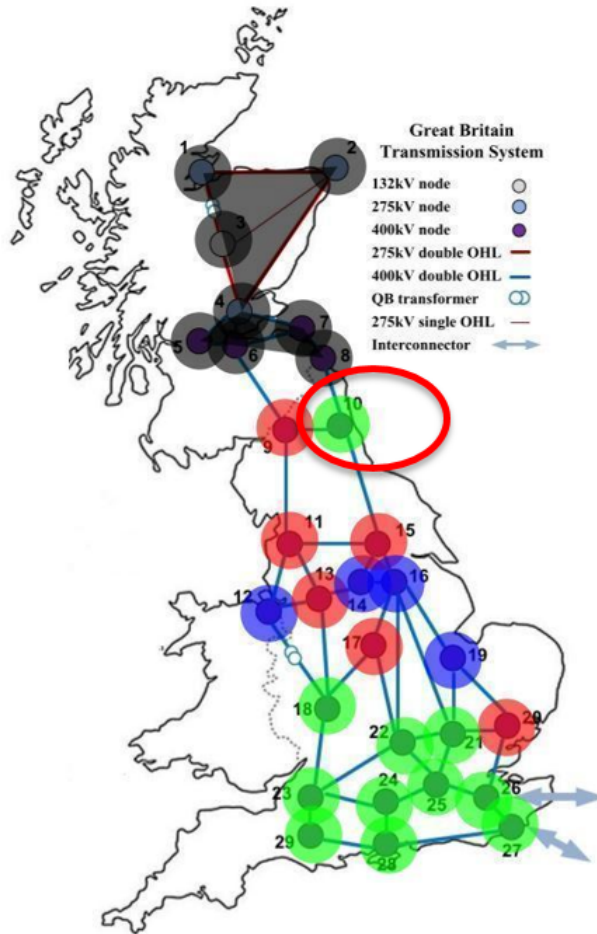 1
2
Great Britain
Transmission System
132kV node
275kV node
400kV node
275kV double OHL
400kV double OHL
QB transformer
275kV single OHL
Interconnector
3
4
7
5
6
8
10
9
11
15
13
16
12
14
17
19
18
20
22
21
24
23
25
26
29
28
27